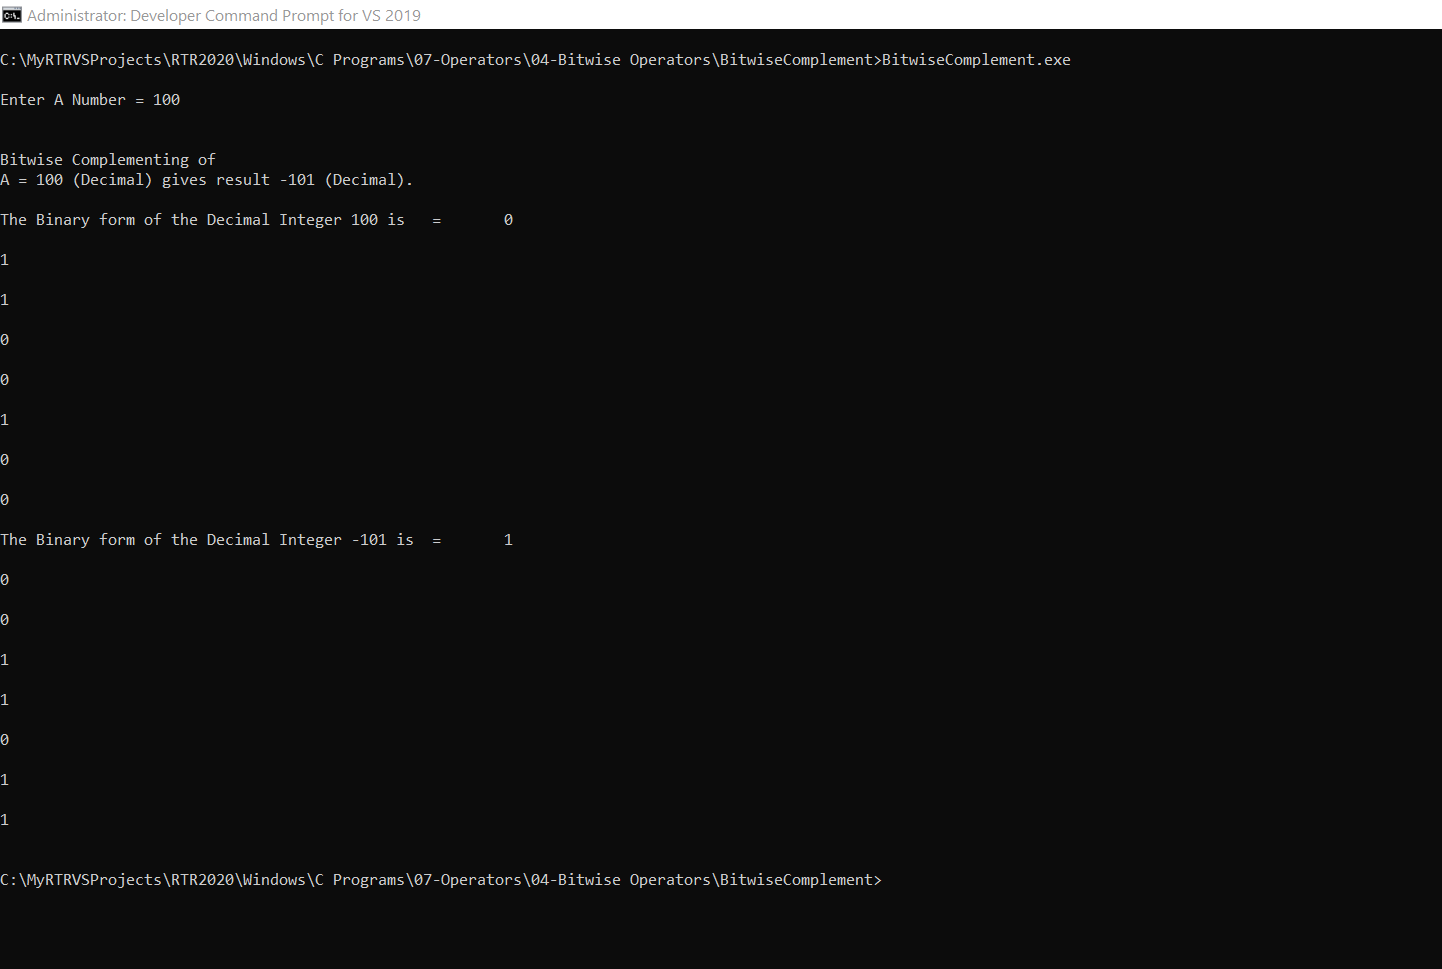 Administrator: Developer Command Prompt for VS 2019
C:\MyRTRVSProjects\RTR2020\Windows\C Programs\07-Operators\04-Bitwise Operators\BitwiseComplement>BitwiseComplement.exe
Enter A Number = 100
Bitwise Complementing of
A = 100 (Decimal) gives result -101 (Decimal).
The Binary form of the Decimal Integer 100 is   =       0
1
1
0
0
1
0
0
The Binary form of the Decimal Integer -101 is  =       1
0
0
1
1
0
1
1
C:\MyRTRVSProjects\RTR2020\Windows\C Programs\07-Operators\04-Bitwise Operators\BitwiseComplement>